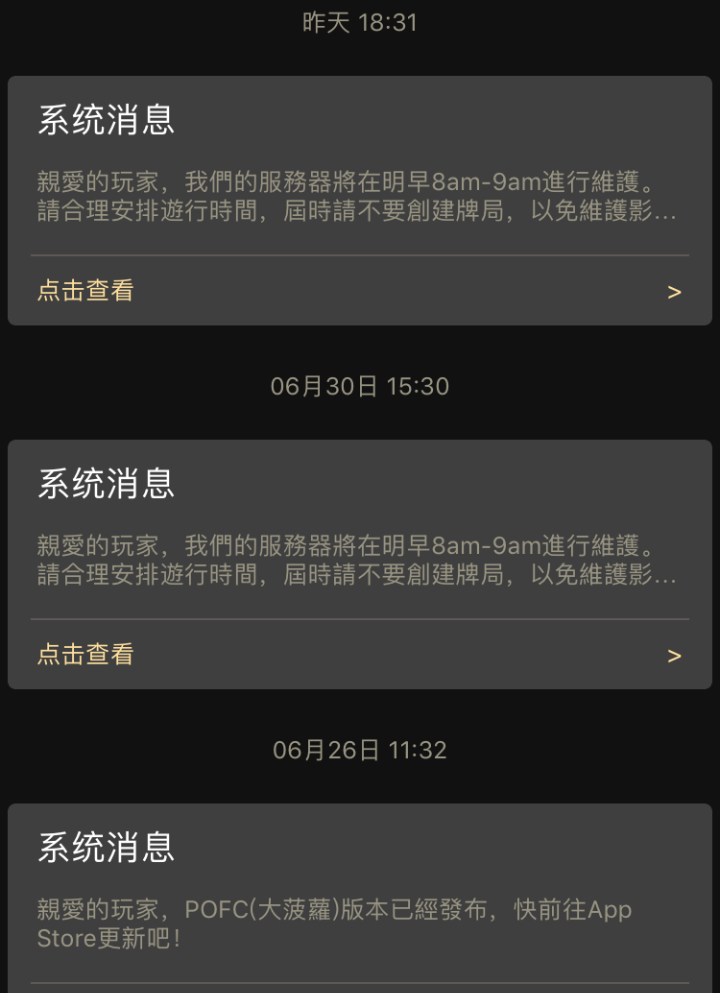 昨天 18:31
系统消息
親愛的玩家，我們的服務器將在明早8am-9am進行維護。
請合理安排遊行時間，屆時請不要創建牌局，以免維護影...
点击查看 >
06月30日 15:30
系统消息
親愛的玩家，我們的服務器將在明早8am-9am進行維護。
請合理安排遊行時間，屆時請不要創建牌局，以免維護影...
点击查看 >
06月26日 11:32
系统消息
親愛的玩家，POFC(大菠蘿)版本已經發布，快前往App
Store更新吧！